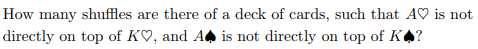 How many shuffles are there of a deck of cards, such that A♡ is not
directly on top of K♡, and A♠ is not directly on top of K♠?